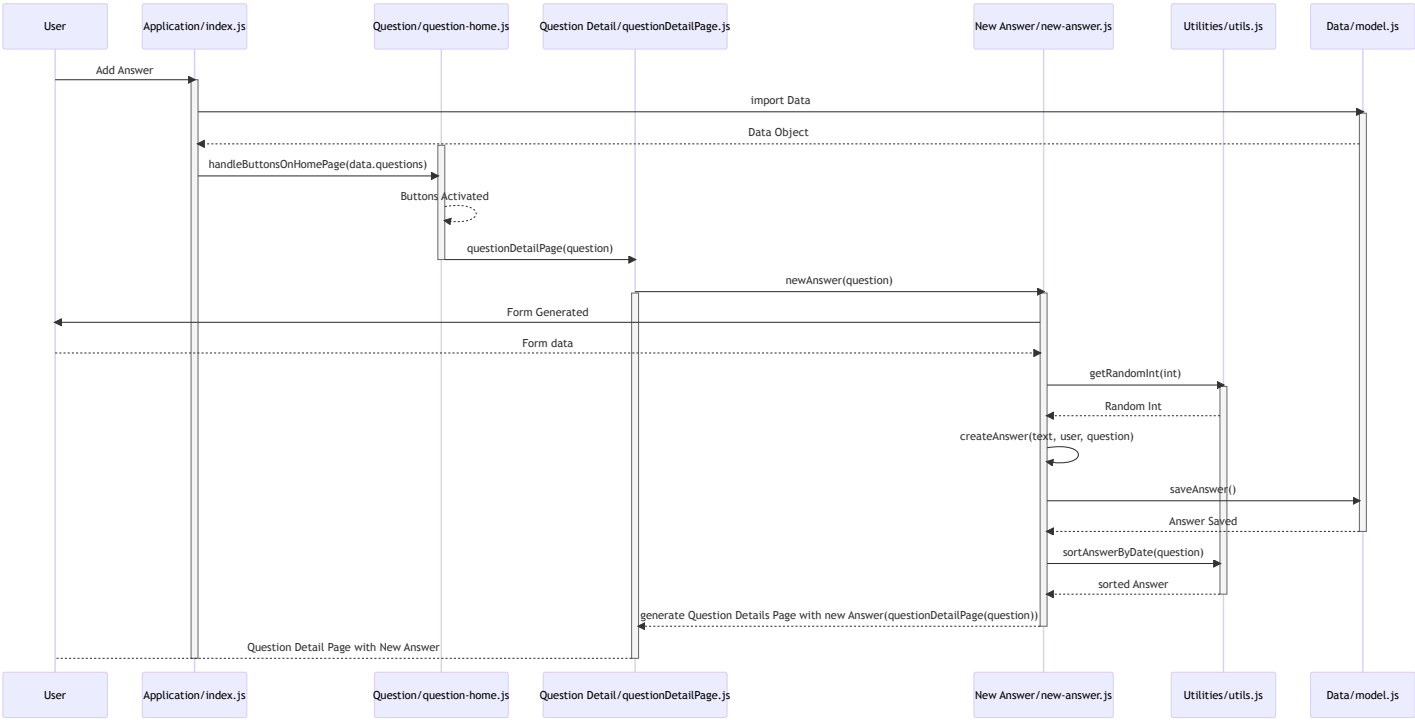 User
Application/index.js
Question/question-home.js
Question Detail/questionDetailPage.js
New Answer/new-answer.js
Utilities/utils.js
Data/model.js
Add Answer
import Data
Data Object
handleButtonsOnHomePage(data.questions)
Buttons Activated
questionDetailPage(question)
newAnswer(question)
Form Generated
Form data
getRandomInt(int)
Random Int
createAnswer(text, user, question)
saveAnswer()
Answer Saved
sortAnswerByDate(question)
sorted Answer
generate Question Details Page with new Answer(questionDetailPage(question))
Question Detail Page with New Answer
User
Application/index.js
Question/question-home.js
Question Detail/questionDetailPage.js
New Answer/new-answer.js
Utilities/utils.js
Data/model.js